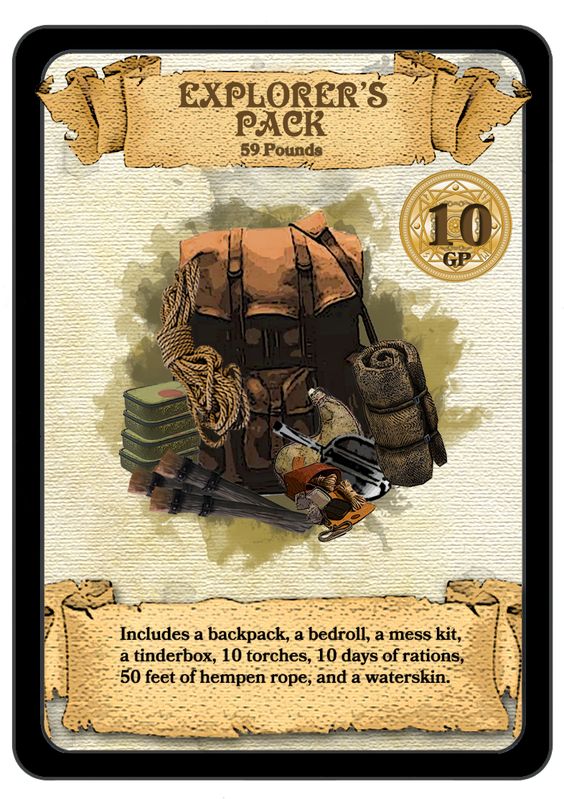 EXPLORER'S
PACK
59 Pounds
10
GP
Includes a backpack, a bedroll, a mess kit,
a tinderbox, 10 torches, 10 days of rations,
50 feet of hempen rope, and a waterskin.